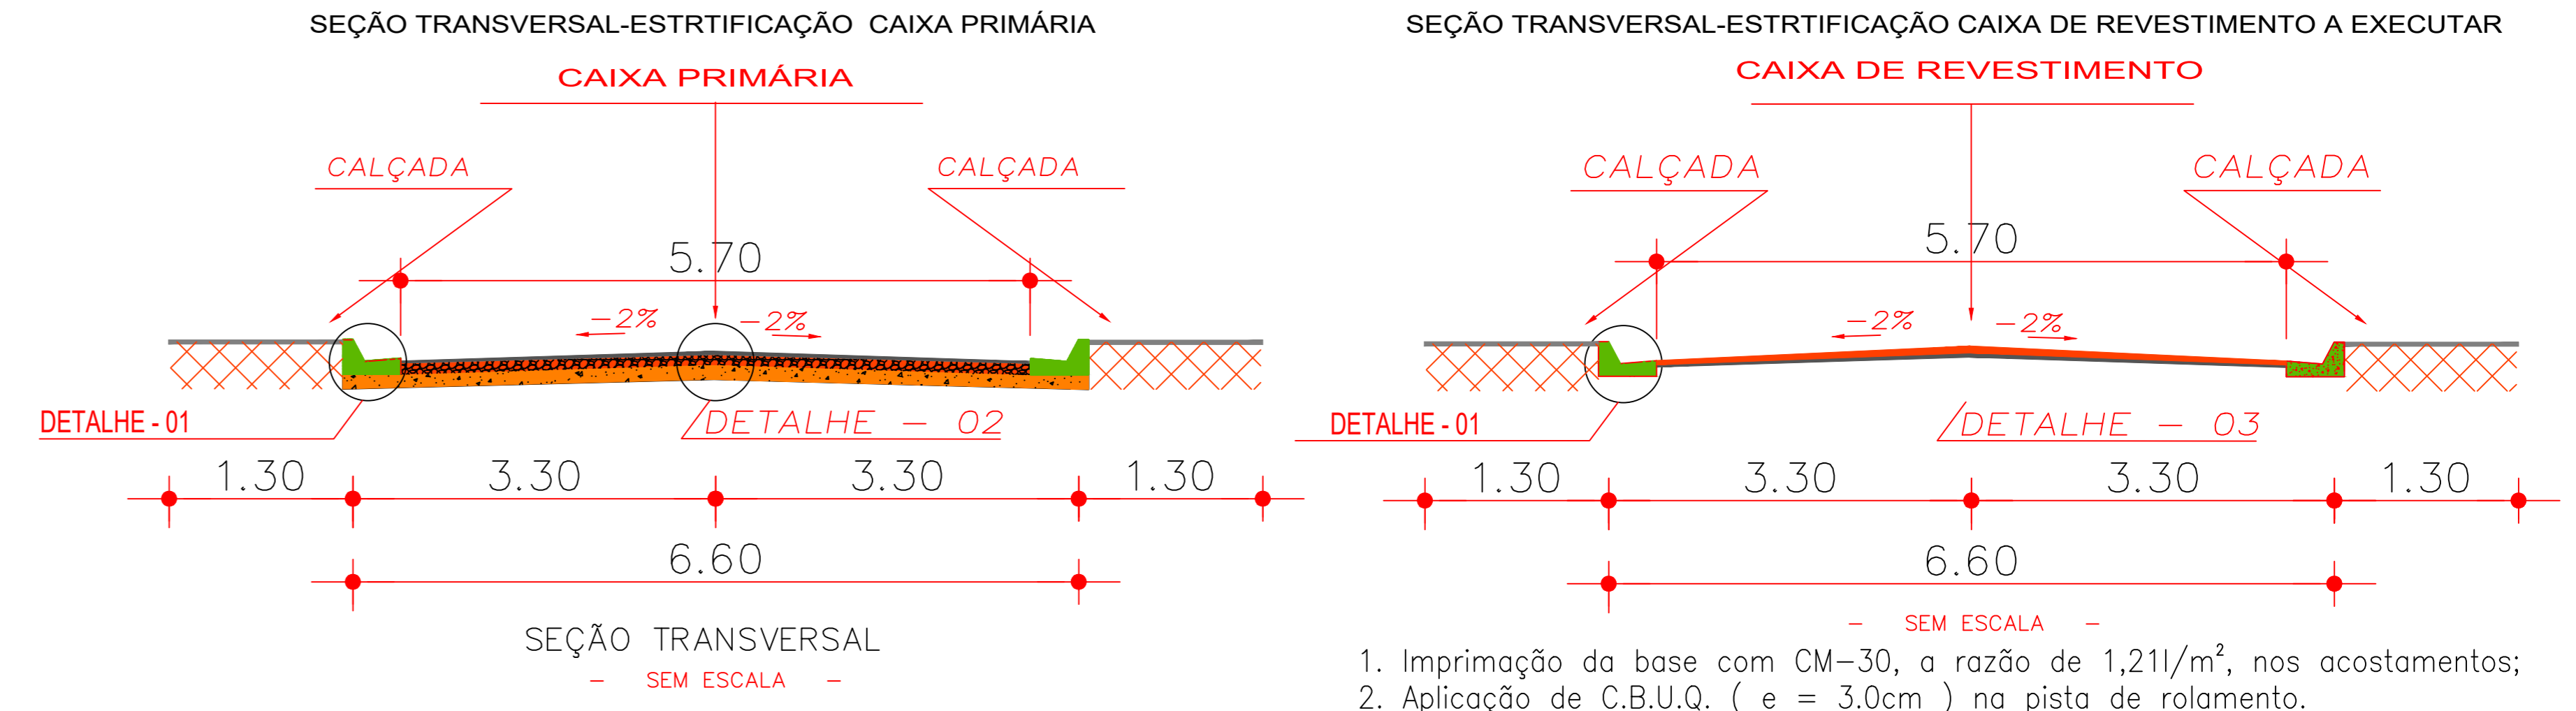 SEÇÃO TRANSVERSAL-ESTRTIFICAÇÃO CAIXA PRIMÁRIA
CAIXA PRIMÁRIA
CALÇADA
CALÇADA
5.70
-2%
-2%
DETALHE - 01
DETALHE - 02
1.30
3.30
3.30
1.30
6.60
SEÇÃO TRANSVERSAL
- SEM ESCALA -
SEÇÃO TRANSVERSAL-ESTRTIFICAÇÃO CAIXA DE REVESTIMENTO A EXECUTAR
CAIXA DE REVESTIMENTO
CALÇADA
CALÇADA
5.70
-2%
-2%
DETALHE - 01
DETALHE - 03
1.30
3.30
3.30
1.30
6.60
- SEM ESCALA -
1. Imprimação da base com CM-30, a razão de 1,21l/m², nos acostamentos;
2. Aplicação de C.B.U.Q. ( e = 3.0cm ) na pista de rolamento.